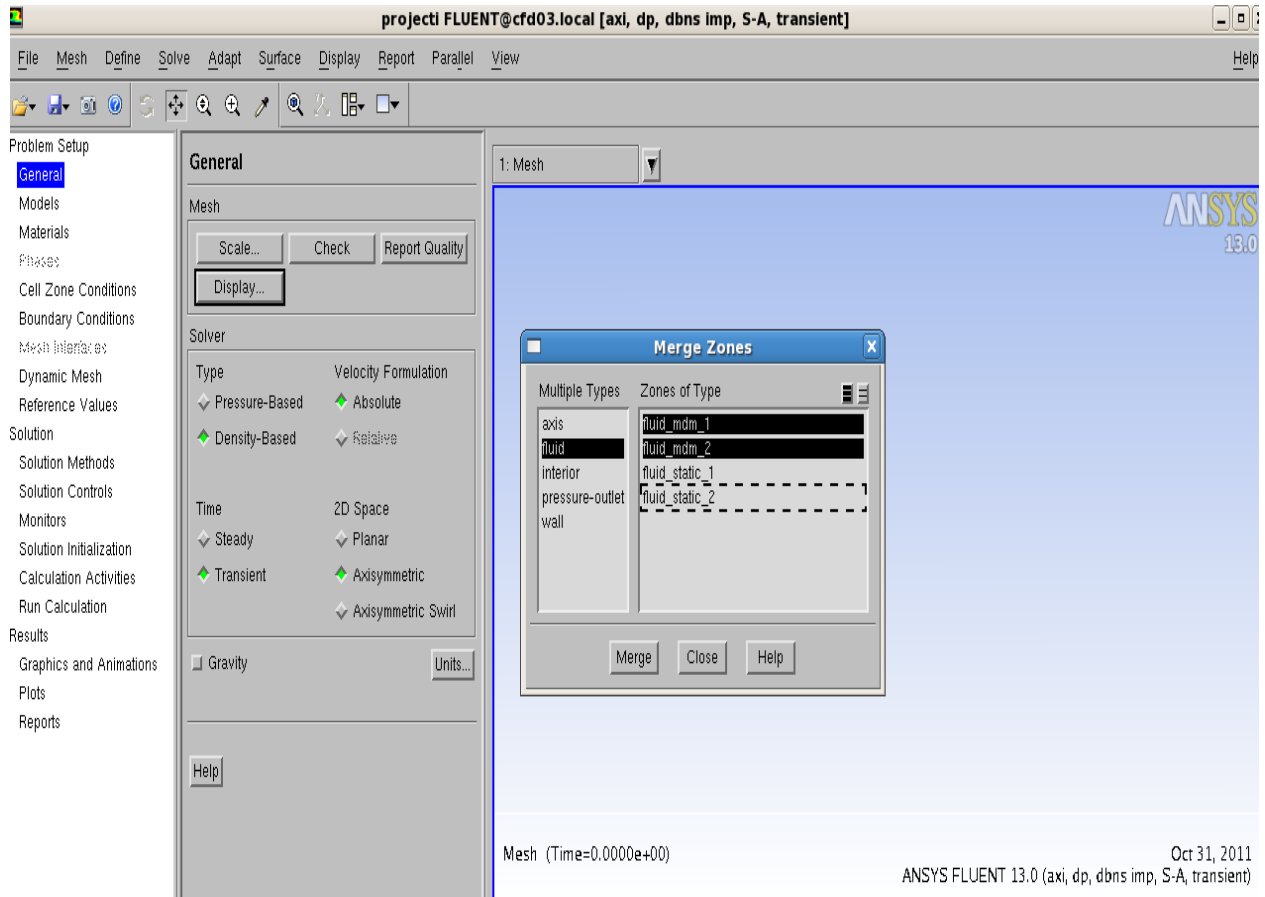 projecti FLUENT@cfd03.local [axi, dp, dbns imp, S-A, transient]
File Mesh Define Solve Adapt Surface Display Report Parallel View Help
Problem Setup
General
Models
Materials
Phases
Cell Zone Conditions
Boundary Conditions
Mesh Interfaces
Dynamic Mesh
Reference Values
Solution
Solution Methods
Solution Controls
Monitors
Solution Initialization
Calculation Activities
Run Calculation
Results
Graphics and Animations
Plots
Reports
General
Mesh
Scale... Check Report Quality
Display...
Solver
Type Velocity Formulation
Pressure-Based Absolute
Density-Based Relative
Time 2D Space
Steady Planar
Transient Axisymmetric
Axisymmetric Swirl
Gravity Units...
Help
1: Mesh
ANSYS
13.0
Merge Zones
Multiple Types Zones of Type
axis fluid_mdm_1
fluid fluid_mdm_2
interior fluid_static_1
pressure-outlet fluid_static_2
wall
Merge Close Help
Mesh (Time=0.0000e+00) Oct 31, 2011
ANSYS FLUENT 13.0 (axi, dp, dbns imp, S-A, transient)